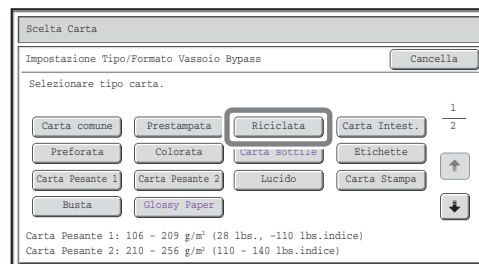 Scelta Carta
Impostazione Tipo/Formato Vassoio Bypass Cancella
Selezionare tipo carta.
1
Carta comune Prestampata Riciclata Carta Intest. 2
Preforata Colorata Carta sottile Etichette
Carta Pesante 1 Carta Pesante 2 Lucido Carta Stampa
Busta Glossy Paper
Carta Pesante 1: 106 - 209 g/m² (28 lbs., -110 lbs.indice)
Carta Pesante 2: 210 - 256 g/m² (110 - 140 lbs.indice)